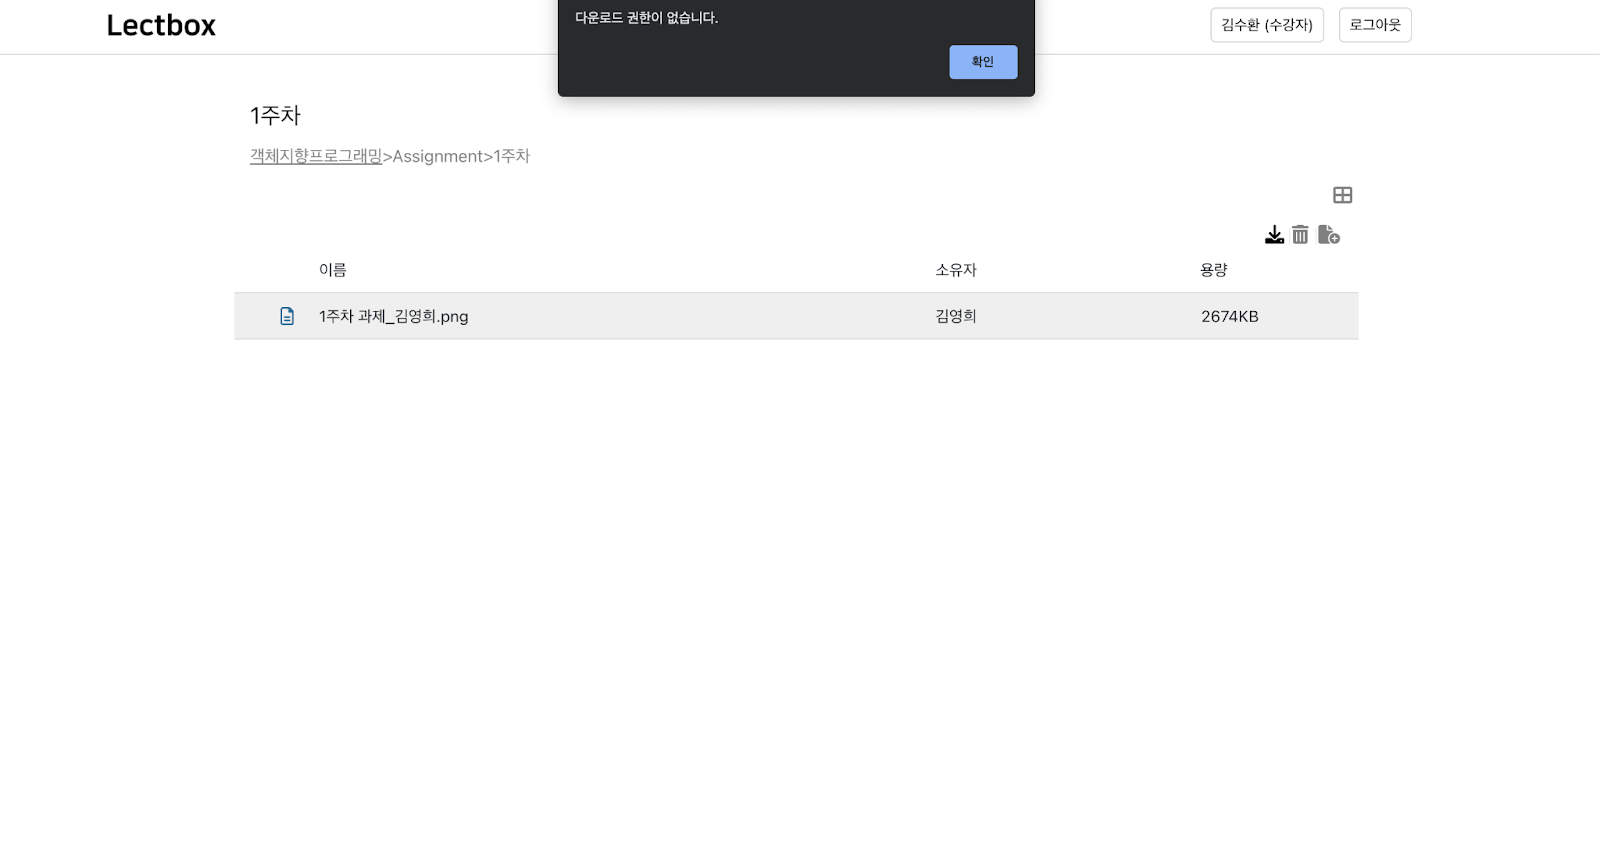 Lectbox
다운로드 권한이 없습니다.
확인
김수환 (수강자)
로그아웃
1주차
객체지향프로그래밍>Assignment>1주차
이름 소유자 용량
1주차 과제_김영희.png 김영희 2674KB